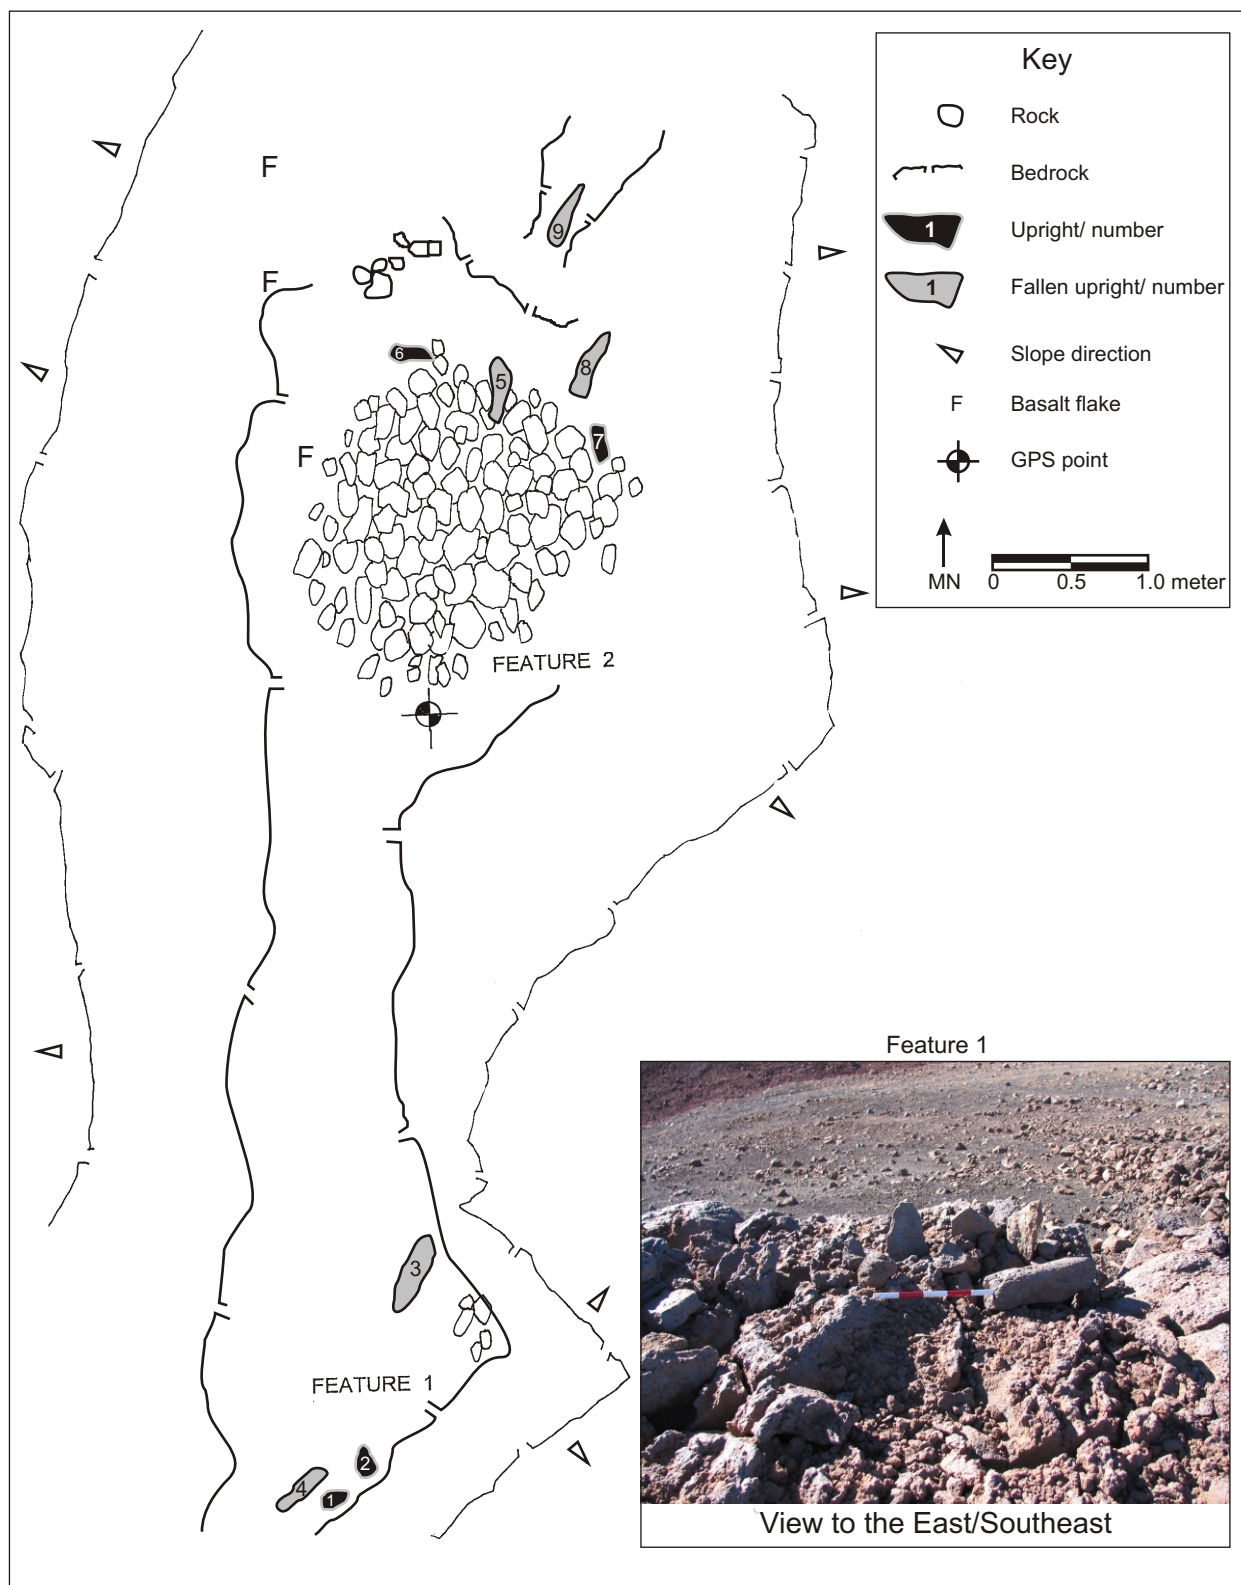 Key
Rock
Bedrock
1 Upright/ number
1 Fallen upright/ number
Slope direction
F Basalt flake
GPS point
MN 0 0.5 1.0 meter
F
9
F
6
5
8
7
F
FEATURE 2
3
FEATURE 1
2
4
1
Feature 1
View to the East/Southeast